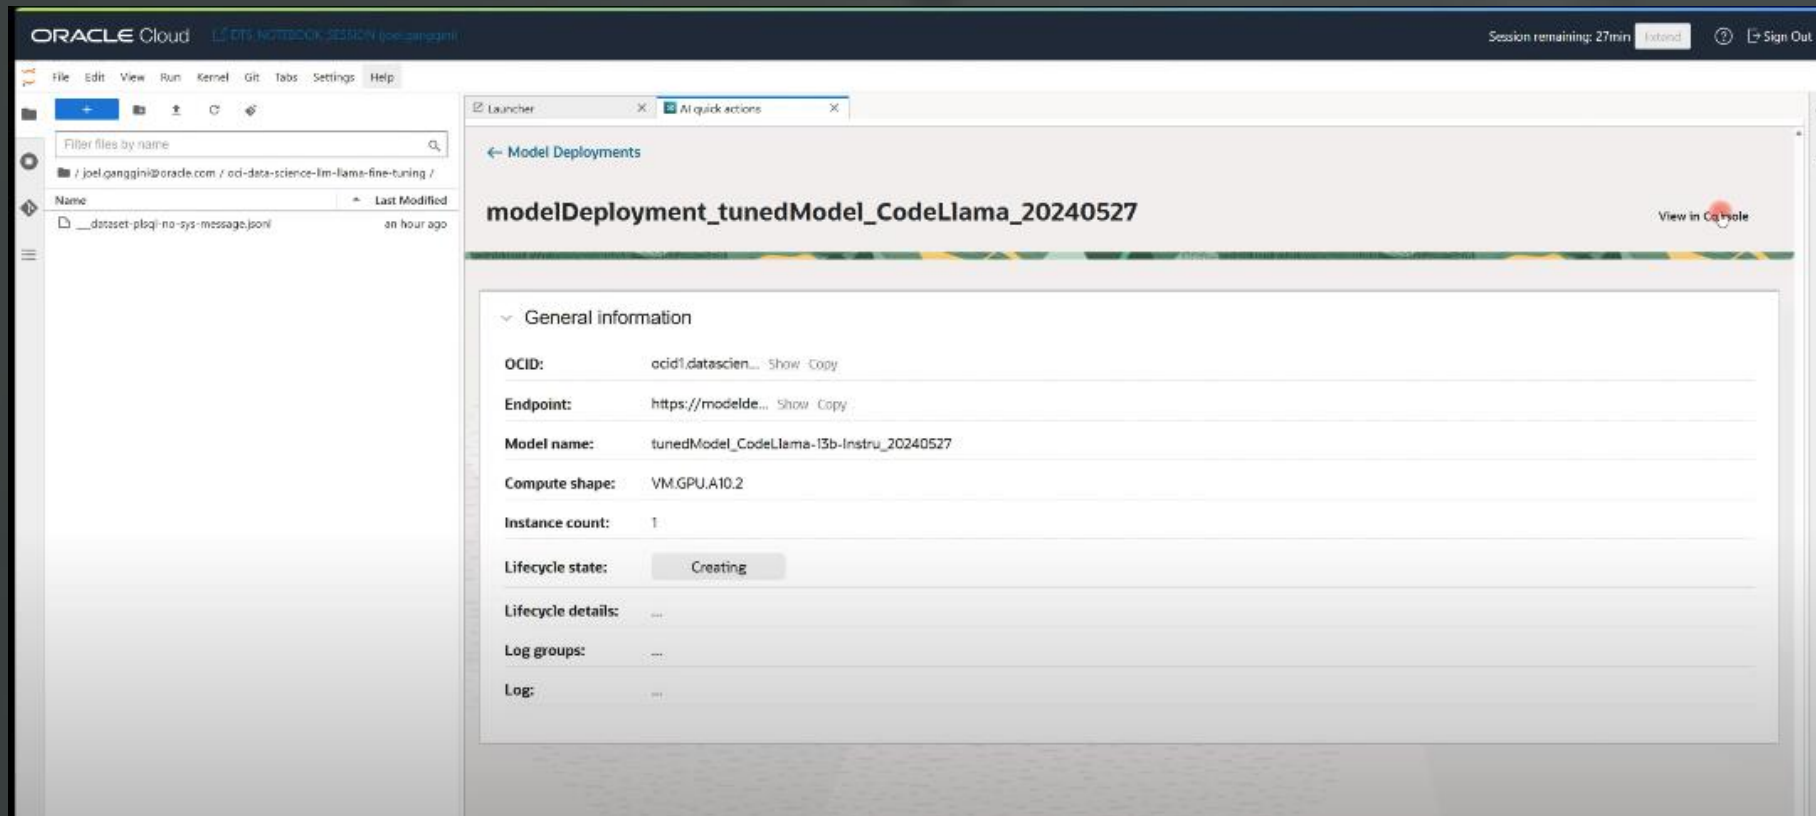 ORACLE Cloud
Session remaining: 27min Extend Sign Out
File Edit View Run Kernel Git Tabs Settings Help
Launcher AI quick actions
Filter files by name
/ joel.ganggini@oracle.com / oci-data-science-llm-llama-fine-tuning /
Name Last Modified
__dataset-plsql-no-sys-message.jsonl an hour ago
← Model Deployments
modelDeployment_tunedModel_CodeLlama_20240527
View in Console
General information
OCID: ocid1.datascien... Show Copy
Endpoint: https://modelde... Show Copy
Model name: tunedModel_CodeLlama-13b-Instru_20240527
Compute shape: VM.GPU.A10.2
Instance count: 1
Lifecycle state: Creating
Lifecycle details: ...
Log groups: ...
Log: ...